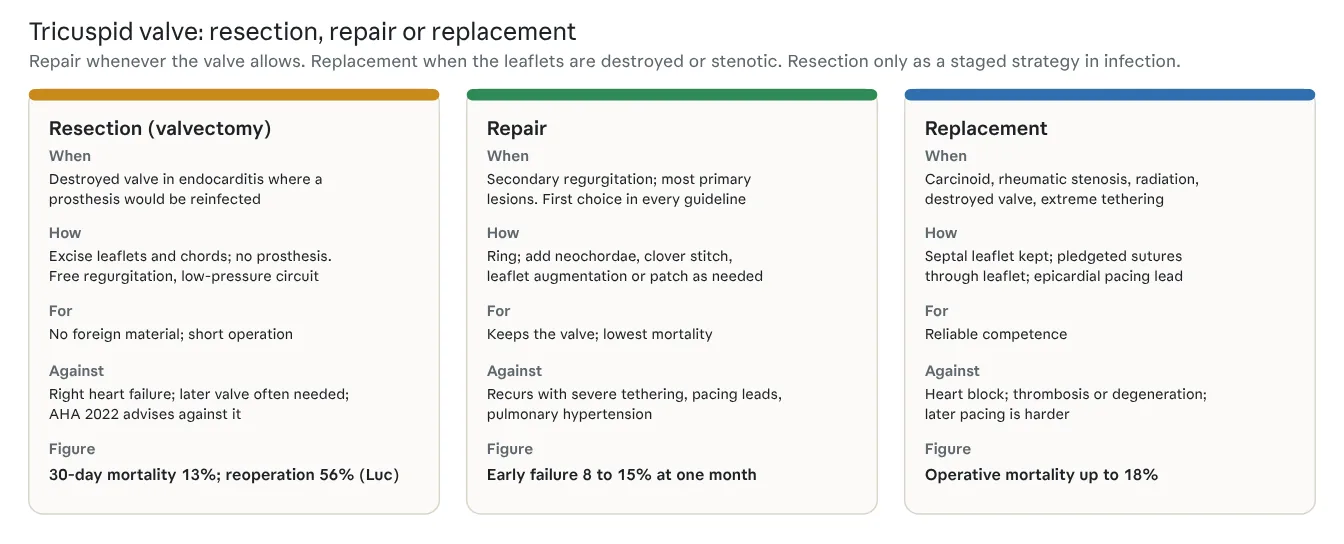 Tricuspid valve: resection, repair or replacement
Repair whenever the valve allows. Replacement when the leaflets are destroyed or stenotic. Resection only as a staged strategy in infection.
Resection (valvectomy)
When
Destroyed valve in endocarditis where a
prosthesis would be reinfected
How
Excise leaflets and chords; no prosthesis.
Free regurgitation, low-pressure circuit
For
No foreign material; short operation
Against
Right heart failure; later valve often needed;
AHA 2022 advises against it
Figure
30-day mortality 13%; reoperation 56% (Luc)
Repair
When
Secondary regurgitation; most primary
lesions. First choice in every guideline
How
Ring; add neochordae, clover stitch,
leaflet augmentation or patch as needed
For
Keeps the valve; lowest mortality
Against
Recurs with severe tethering, pacing leads,
pulmonary hypertension
Figure
Early failure 8 to 15% at one month
Replacement
When
Carcinoid, rheumatic stenosis, radiation,
destroyed valve, extreme tethering
How
Septal leaflet kept; pledgeted sutures
through leaflet; epicardial pacing lead
For
Reliable competence
Against
Heart block; thrombosis or degeneration;
later pacing is harder
Figure
Operative mortality up to 18%